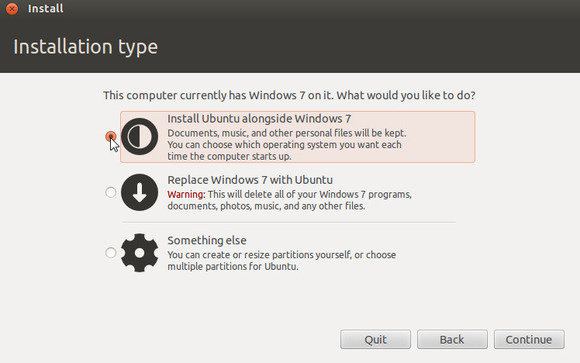 Install
Installation type
This computer currently has Windows 7 on it. What would you like to do?
Install Ubuntu alongside Windows 7
Documents, music, and other personal files will be kept.
You can choose which operating system you want each
time the computer starts up.
Replace Windows 7 with Ubuntu
Warning: This will delete all of your Windows 7 programs,
documents, photos, music, and any other files.
Something else
You can create or resize partitions yourself, or choose
multiple partitions for Ubuntu.
Quit
Back
Continue